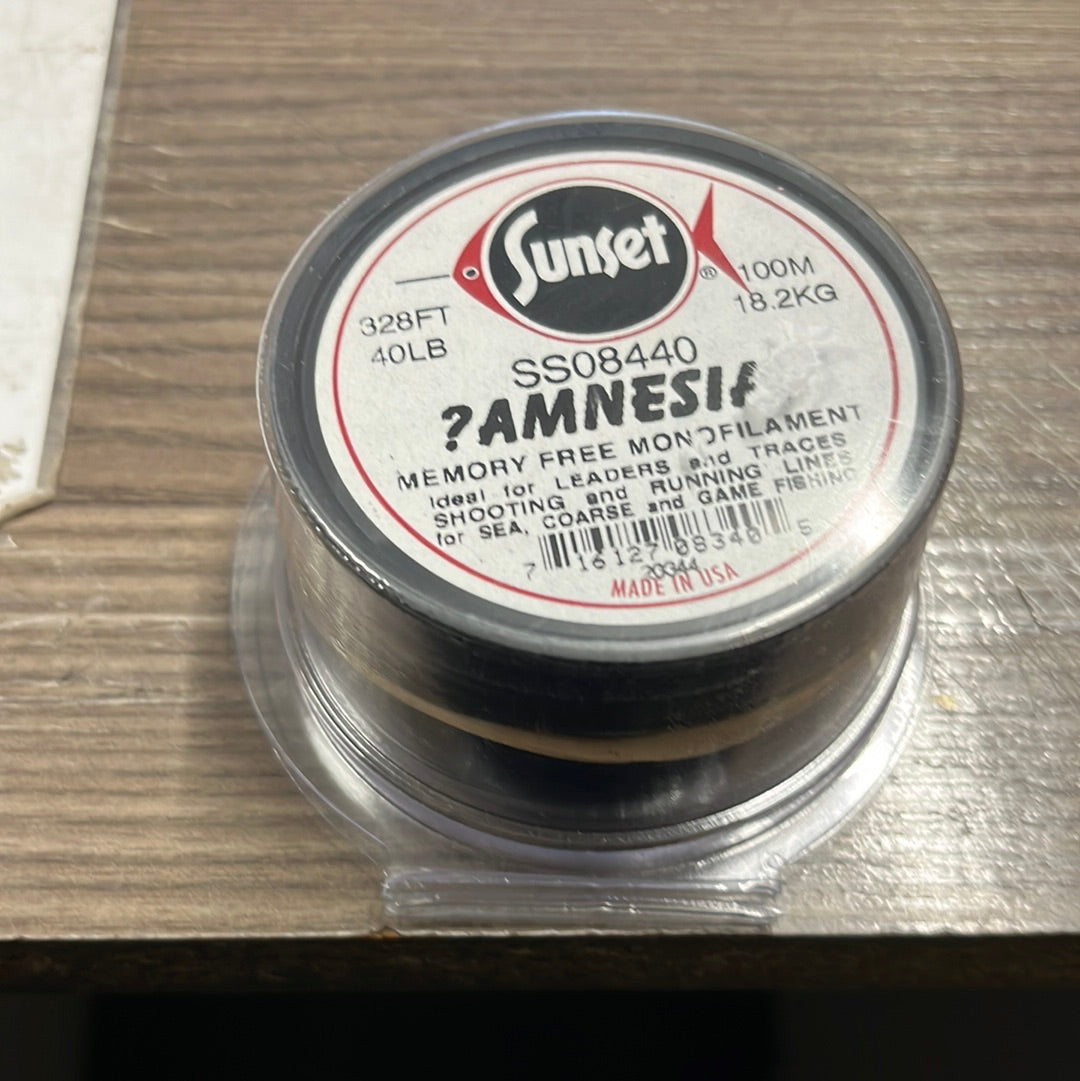 Sunset
®
328FT
40LB
100M
18.2KG
SS08440
?AMNESIA
MEMORY FREE MONOFILAMENT
Ideal for LEADERS and TRACES
SHOOTING and RUNNING LINES
for SEA, COARSE and GAME FISHING
7 16127 08340 5
20344
MADE IN USA